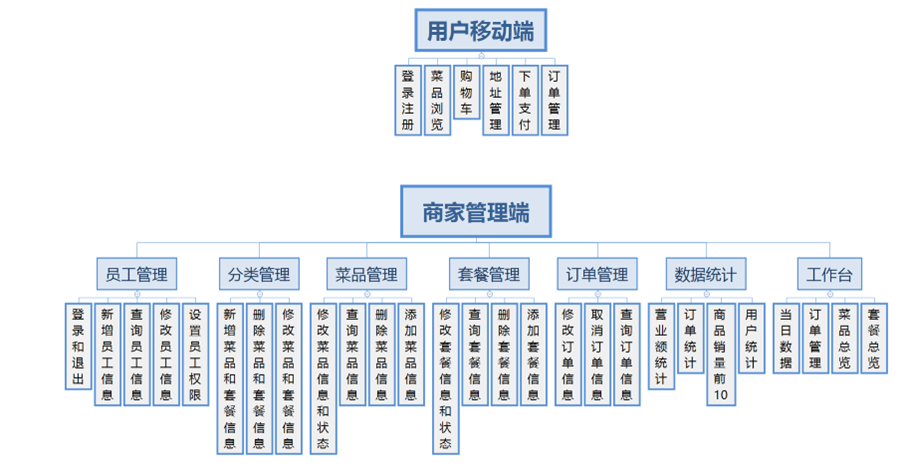 用户移动端
登录注册
菜品浏览
购物车
地址管理
下单支付
订单管理
商家管理端
员工管理
分类管理
菜品管理
套餐管理
订单管理
数据统计
工作台
登录和退出
新增员工信息
查询员工信息
修改员工信息
设置员工权限
新增菜品和套餐信息
删除菜品和套餐信息
修改菜品和套餐信息
修改菜品信息和状态
查询菜品信息
删除菜品信息
添加菜品信息
修改套餐信息和状态
查询套餐信息
删除套餐信息
添加套餐信息
修改订单信息
取消订单信息
查询订单信息
营业额统计
订单统计
商品销量前10
用户统计
当日数据
订单管理
菜品总览
套餐总览